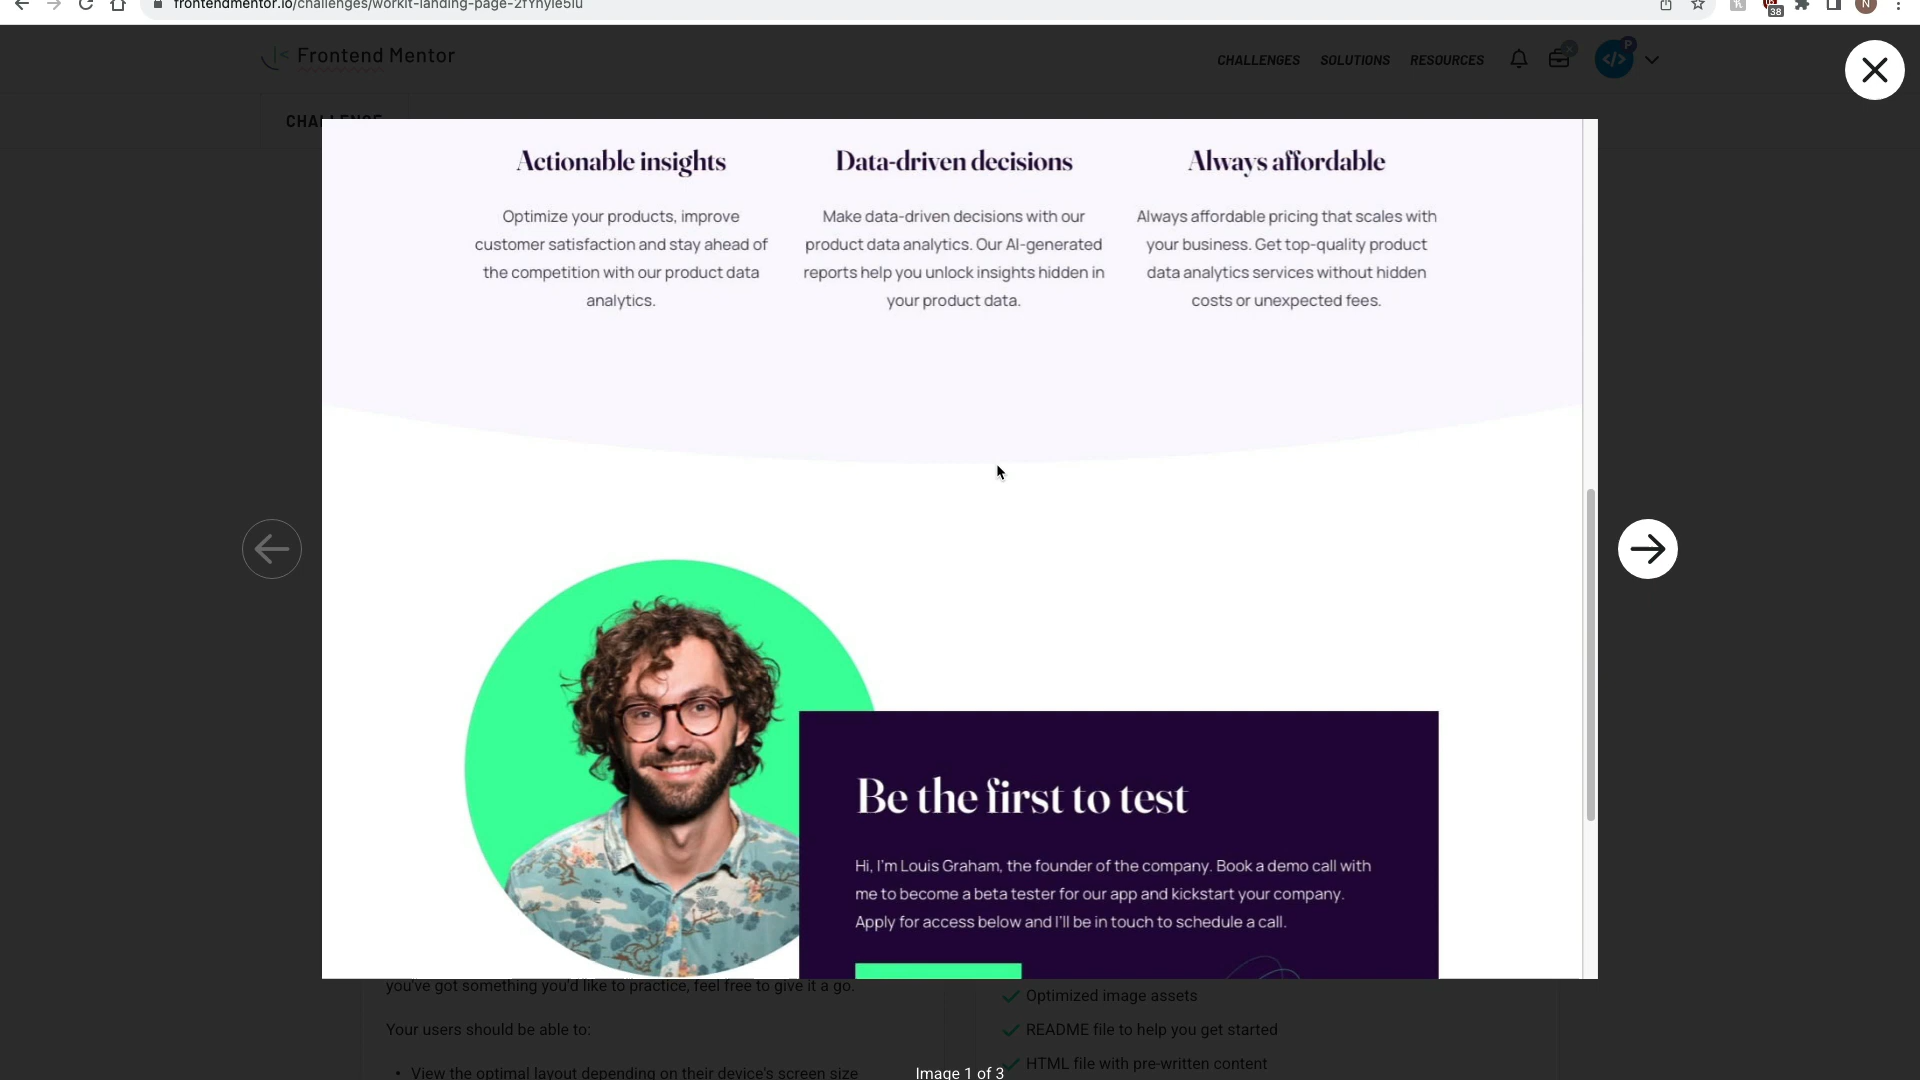 frontendmentor.io/challenges/workit-landing-page-2fYnyle5lu
38
N
Frontend Mentor
CHALLENGES SOLUTIONS RESOURCES
P
CHALLENGE
Actionable insights
Optimize your products, improve
customer satisfaction and stay ahead of
the competition with our product data
analytics.
Data-driven decisions
Make data-driven decisions with our
product data analytics. Our AI-generated
reports help you unlock insights hidden in
your product data.
Always affordable
Always affordable pricing that scales with
your business. Get top-quality product
data analytics services without hidden
costs or unexpected fees.
Be the first to test
Hi, I'm Louis Graham, the founder of the company. Book a demo call with
me to become a beta tester for our app and kickstart your company.
Apply for access below and I'll be in touch to schedule a call.
you've got something you'd like to practice, feel free to give it a go.
Your users should be able to:
• View the optimal layout depending on their device's screen size
Optimized image assets
README file to help you get started
HTML file with pre-written content
Image 1 of 3